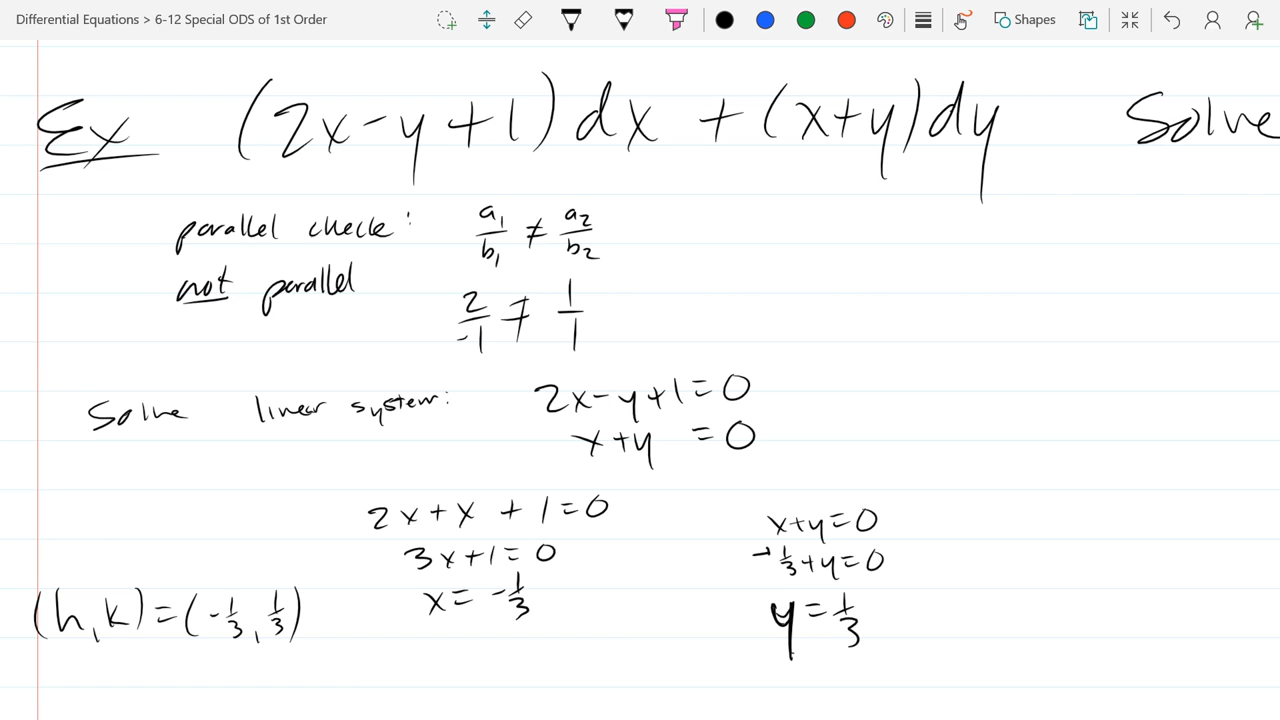 Differential Equations > 6-12 Special ODS of 1st Order
Shapes
Ex (2x-y+1)dx + (x+y)dy Solve
parallel check: a₁/b₁ ≠ a₂/b₂
not parallel
2/-1 ≠ 1/1
Solve linear system: 2x-y+1=0
x+y =0
2x+x+1=0
3x+1=0
x=-1/3
x+y=0
-1/3+y=0
y=1/3
(h,k)=(-1/3,1/3)